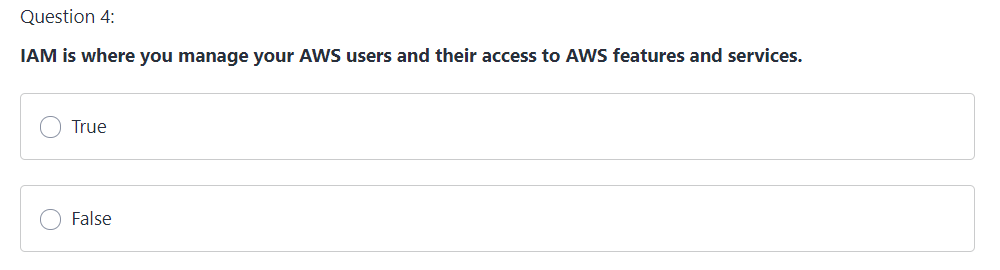 Question 4:
IAM is where you manage your AWS users and their access to AWS features and services.
True
False